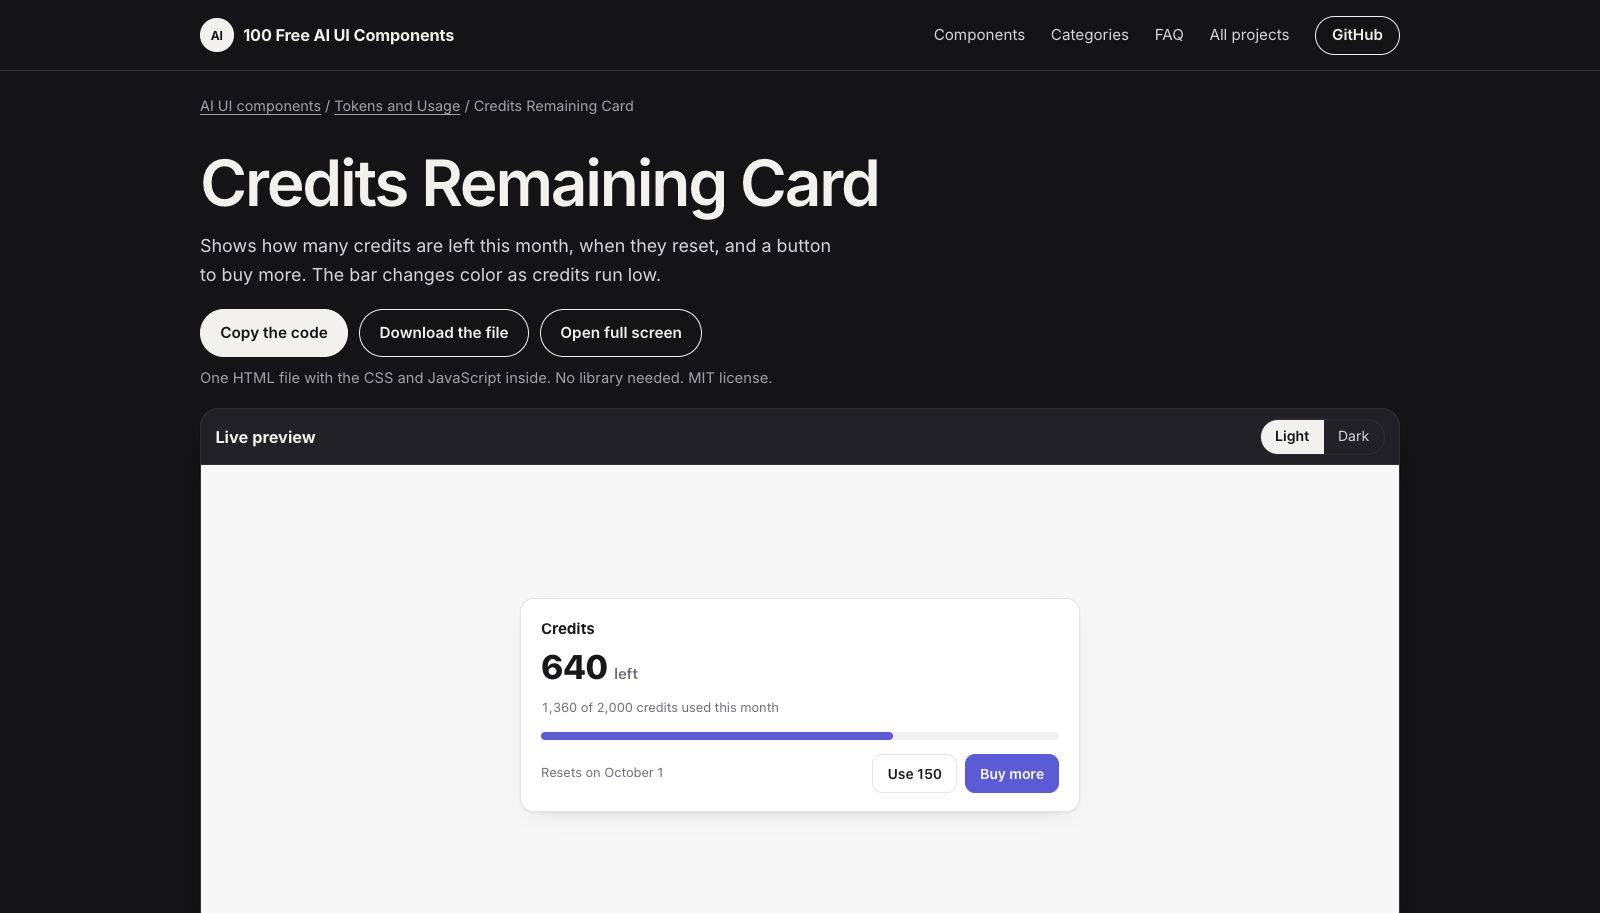 AI
100 Free AI UI Components
Components
Categories
FAQ
All projects
GitHub
AI UI components / Tokens and Usage / Credits Remaining Card
Credits Remaining Card
Shows how many credits are left this month, when they reset, and a button
to buy more. The bar changes color as credits run low.
Copy the code
Download the file
Open full screen
One HTML file with the CSS and JavaScript inside. No library needed. MIT license.
Live preview
Light
Dark
Credits
640 left
1,360 of 2,000 credits used this month
Resets on October 1
Use 150
Buy more